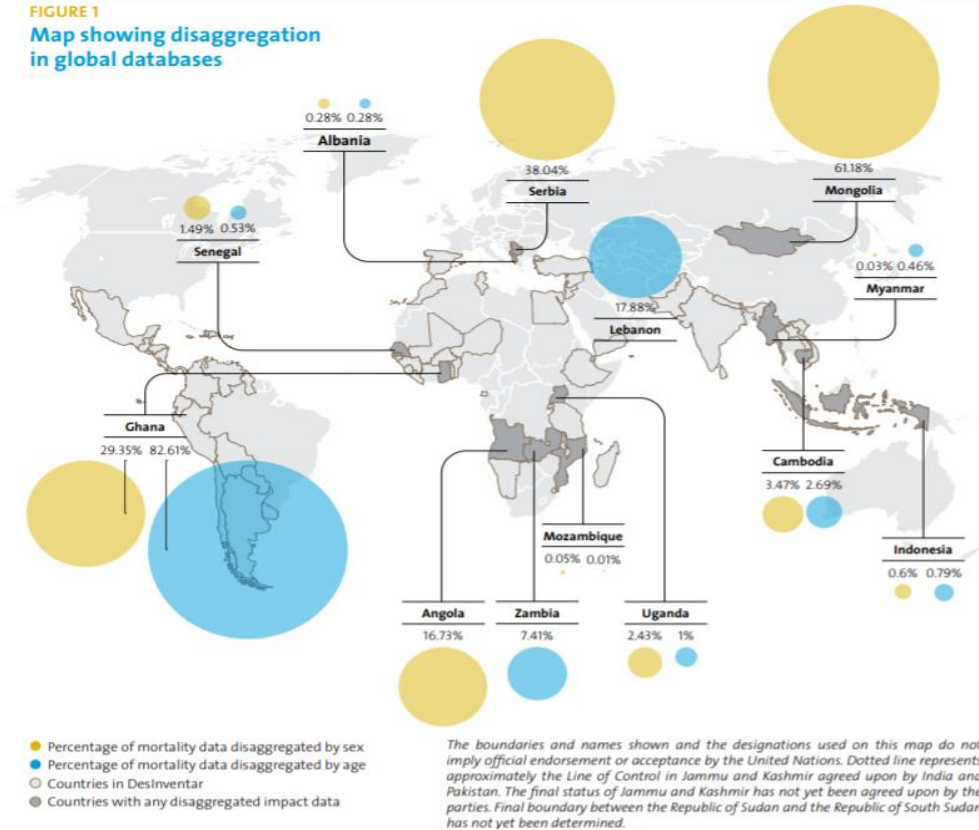 FIGURE 1
Map showing disaggregation
in global databases
0.28% 0.28%
Albania
38.04%
Serbia
61.18%
Mongolia
1.49% 0.53%
Senegal
17.88%
Lebanon
0.03% 0.46%
Myanmar
Ghana
29.35% 82.61%
Cambodia
3.47% 2.69%
Mozambique
0.05% 0.01%
Indonesia
0.6% 0.79%
Angola
16.73%
Zambia
7.41%
Uganda
2.43% 1%
Percentage of mortality data disaggregated by sex
Percentage of mortality data disaggregated by age
Countries in DesInventar
Countries with any disaggregated impact data
The boundaries and names shown and the designations used on this map do not
imply official endorsement or acceptance by the United Nations. Dotted line represents
approximately the Line of Control in Jammu and Kashmir agreed upon by India and
Pakistan. The final status of Jammu and Kashmir has not yet been agreed upon by the
parties. Final boundary between the Republic of Sudan and the Republic of South Sudan
has not yet been determined.